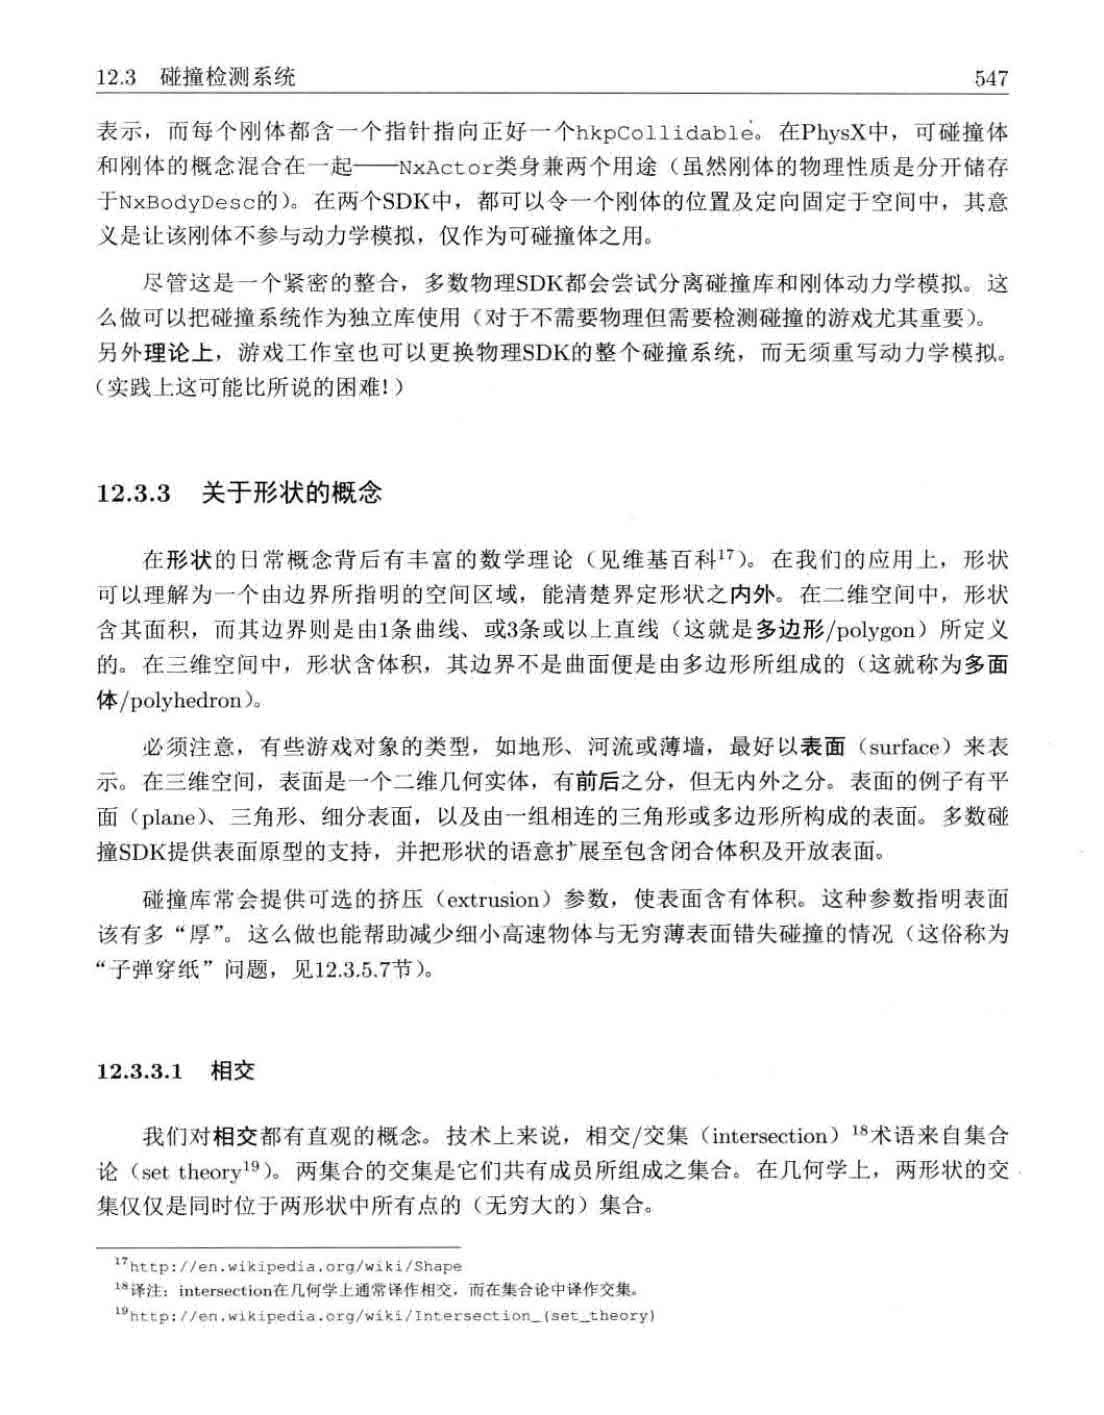 12.3 碰撞检测系统 547
表示，而每个刚体都含一个指针指向正好一个hkpCollidable。在PhysX中，可碰撞体
和刚体的概念混合在一起——NxActor类身兼两个用途（虽然刚体的物理性质是分开储存
于NxBodyDesc的）。在两个SDK中，都可以令一个刚体的位置及定向固定于空间中，其意
义是让该刚体不参与动力学模拟，仅作为可碰撞体之用。
尽管这是一个紧密的整合，多数物理SDK都会尝试分离碰撞库和刚体动力学模拟。这
么做可以把碰撞系统作为独立库使用（对于不需要物理但需要检测碰撞的游戏尤其重要）。
另外理论上，游戏工作室也可以更换物理SDK的整个碰撞系统，而无须重写动力学模拟。
（实践上这可能比所说的困难！）
12.3.3 关于形状的概念
在形状的日常概念背后有丰富的数学理论（见维基百科17）。在我们的应用上，形状
可以理解为一个由边界所指明的空间区域，能清楚界定形状之内外。在二维空间中，形状
含其面积，而其边界则是由1条曲线、或3条或以上直线（这就是多边形/polygon）所定义
的。在三维空间中，形状含体积，其边界不是曲面便是由多边形所组成的（这就称为多面
体/polyhedron）。
必须注意，有些游戏对象的类型，如地形、河流或薄墙，最好以表面（surface）来表
示。在三维空间，表面是一个二维几何实体，有前后之分，但无内外之分。表面的例子有平
面（plane）、三角形、细分表面，以及由一组相连的三角形或多边形所构成的表面。多数碰
撞SDK提供表面原型的支持，并把形状的语意扩展至包含闭合体积及开放表面。
碰撞库常会提供可选的挤压（extrusion）参数，使表面含有体积。这种参数指明表面
该有多“厚”。这么做也能帮助减少细小高速物体与无穷薄表面错失碰撞的情况（这俗称为
“子弹穿纸”问题，见12.3.5.7节）。
12.3.3.1 相交
我们对相交都有直观的概念。技术上来说，相交/交集（intersection）18术语来自集合
论（set theory19）。两集合的交集是它们共有成员所组成之集合。在几何学上，两形状的交
集仅仅是同时位于两形状中所有点的（无穷大的）集合。
17http://en.wikipedia.org/wiki/Shape
18译注：intersection在几何学上通常译作相交，而在集合论中译作交集。
19http://en.wikipedia.org/wiki/Intersection_(set_theory)